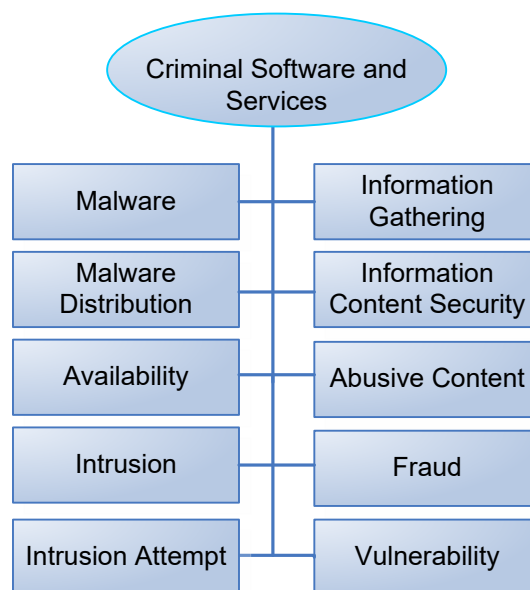 Criminal Software and
Services
Malware
Information
Gathering
Malware
Distribution
Information
Content Security
Availability
Abusive Content
Intrusion
Fraud
Intrusion Attempt
Vulnerability